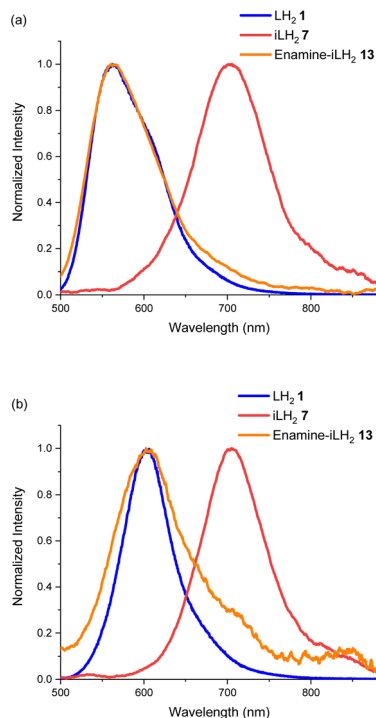 (a)
LH₂ 1
iLH₂ 7
Enamine-iLH₂ 13
Normalized Intensity
1.0
0.8
0.6
0.4
0.2
0.0
500 600 700 800
Wavelength (nm)
(b)
LH₂ 1
iLH₂ 7
Enamine-iLH₂ 13
Normalized Intensity
1.0
0.8
0.6
0.4
0.2
0.0
500 600 700 800
Wavelength (nm)